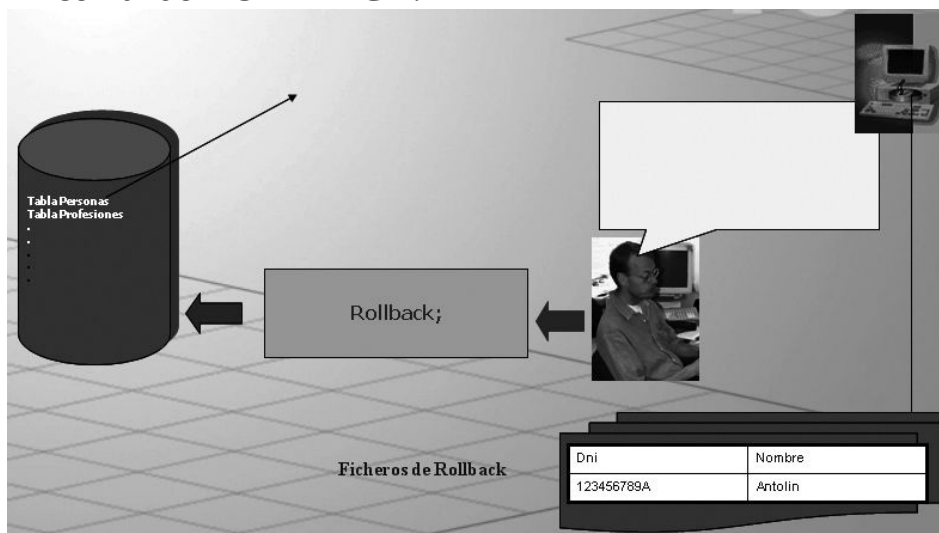 Tabla Personas
Tabla Profesiones
Rollback;
Ficheros de Rollback
Dni Nombre
123456789A Antolin